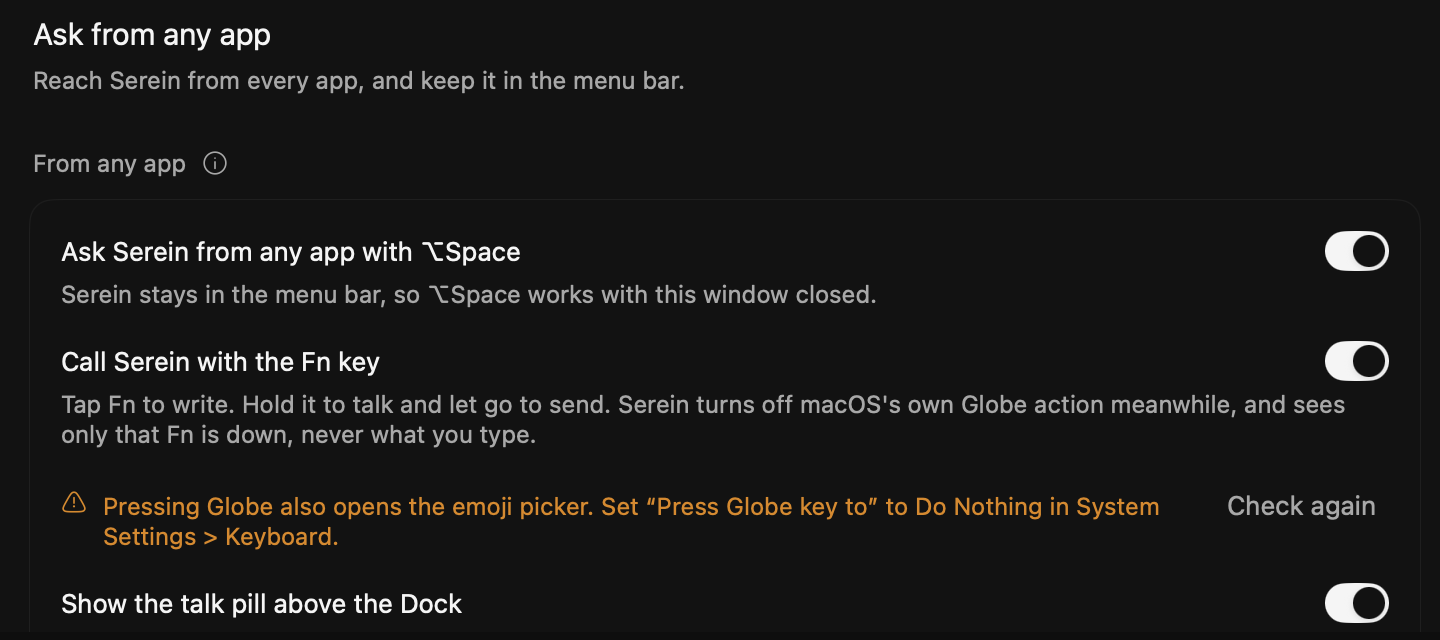 Ask from any app
Reach Serein from every app, and keep it in the menu bar.
From any app
Ask Serein from any app with ⌥Space
Serein stays in the menu bar, so ⌥Space works with this window closed.
Call Serein with the Fn key
Tap Fn to write. Hold it to talk and let go to send. Serein turns off macOS's own Globe action meanwhile, and sees
only that Fn is down, never what you type.
Pressing Globe also opens the emoji picker. Set “Press Globe key to” to Do Nothing in System
Settings > Keyboard.
Check again
Show the talk pill above the Dock